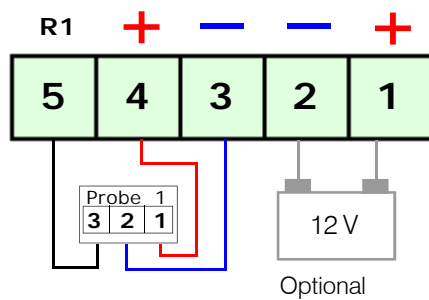 R1 + − − +
5 4 3 2 1
Probe 1
3 2 1
12 V
Optional